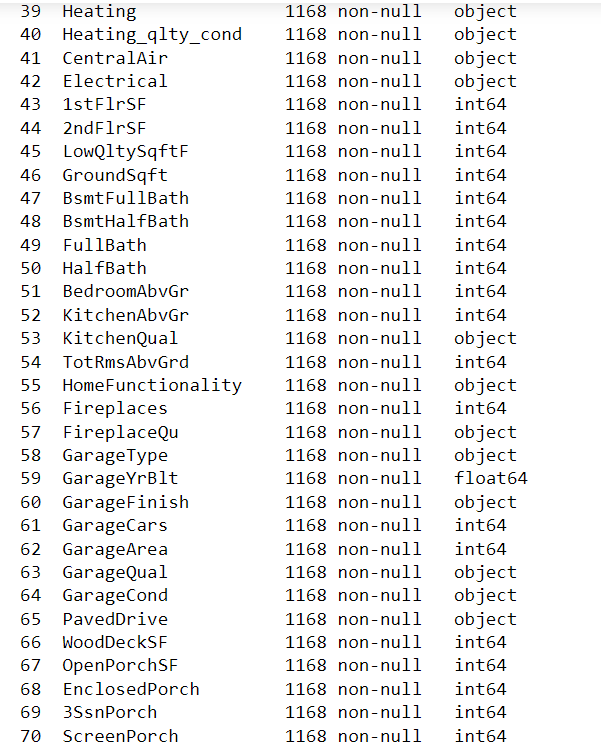 39 Heating 1168 non-null object
40 Heating_qlty_cond 1168 non-null object
41 CentralAir 1168 non-null object
42 Electrical 1168 non-null object
43 1stFlrSF 1168 non-null int64
44 2ndFlrSF 1168 non-null int64
45 LowQltySqftF 1168 non-null int64
46 GroundSqft 1168 non-null int64
47 BsmtFullBath 1168 non-null int64
48 BsmtHalfBath 1168 non-null int64
49 FullBath 1168 non-null int64
50 HalfBath 1168 non-null int64
51 BedroomAbvGr 1168 non-null int64
52 KitchenAbvGr 1168 non-null int64
53 KitchenQual 1168 non-null object
54 TotRmsAbvGrd 1168 non-null int64
55 HomeFunctionality 1168 non-null object
56 Fireplaces 1168 non-null int64
57 FireplaceQu 1168 non-null object
58 GarageType 1168 non-null object
59 GarageYrBlt 1168 non-null float64
60 GarageFinish 1168 non-null object
61 GarageCars 1168 non-null int64
62 GarageArea 1168 non-null int64
63 GarageQual 1168 non-null object
64 GarageCond 1168 non-null object
65 PavedDrive 1168 non-null object
66 WoodDeckSF 1168 non-null int64
67 OpenPorchSF 1168 non-null int64
68 EnclosedPorch 1168 non-null int64
69 3SsnPorch 1168 non-null int64
70 ScreenPorch 1168 non-null int64